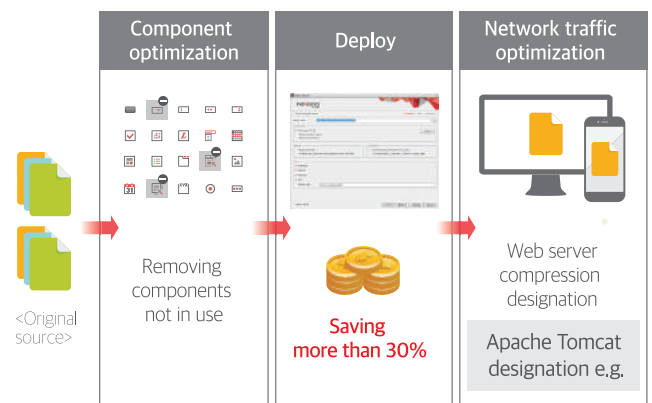 Component
optimization
Deploy
Network traffic
optimization
31
<Original
source>
Removing
components
not in use
Saving
more than 30%
Web server
compression
designation
Apache Tomcat
designation e.g.